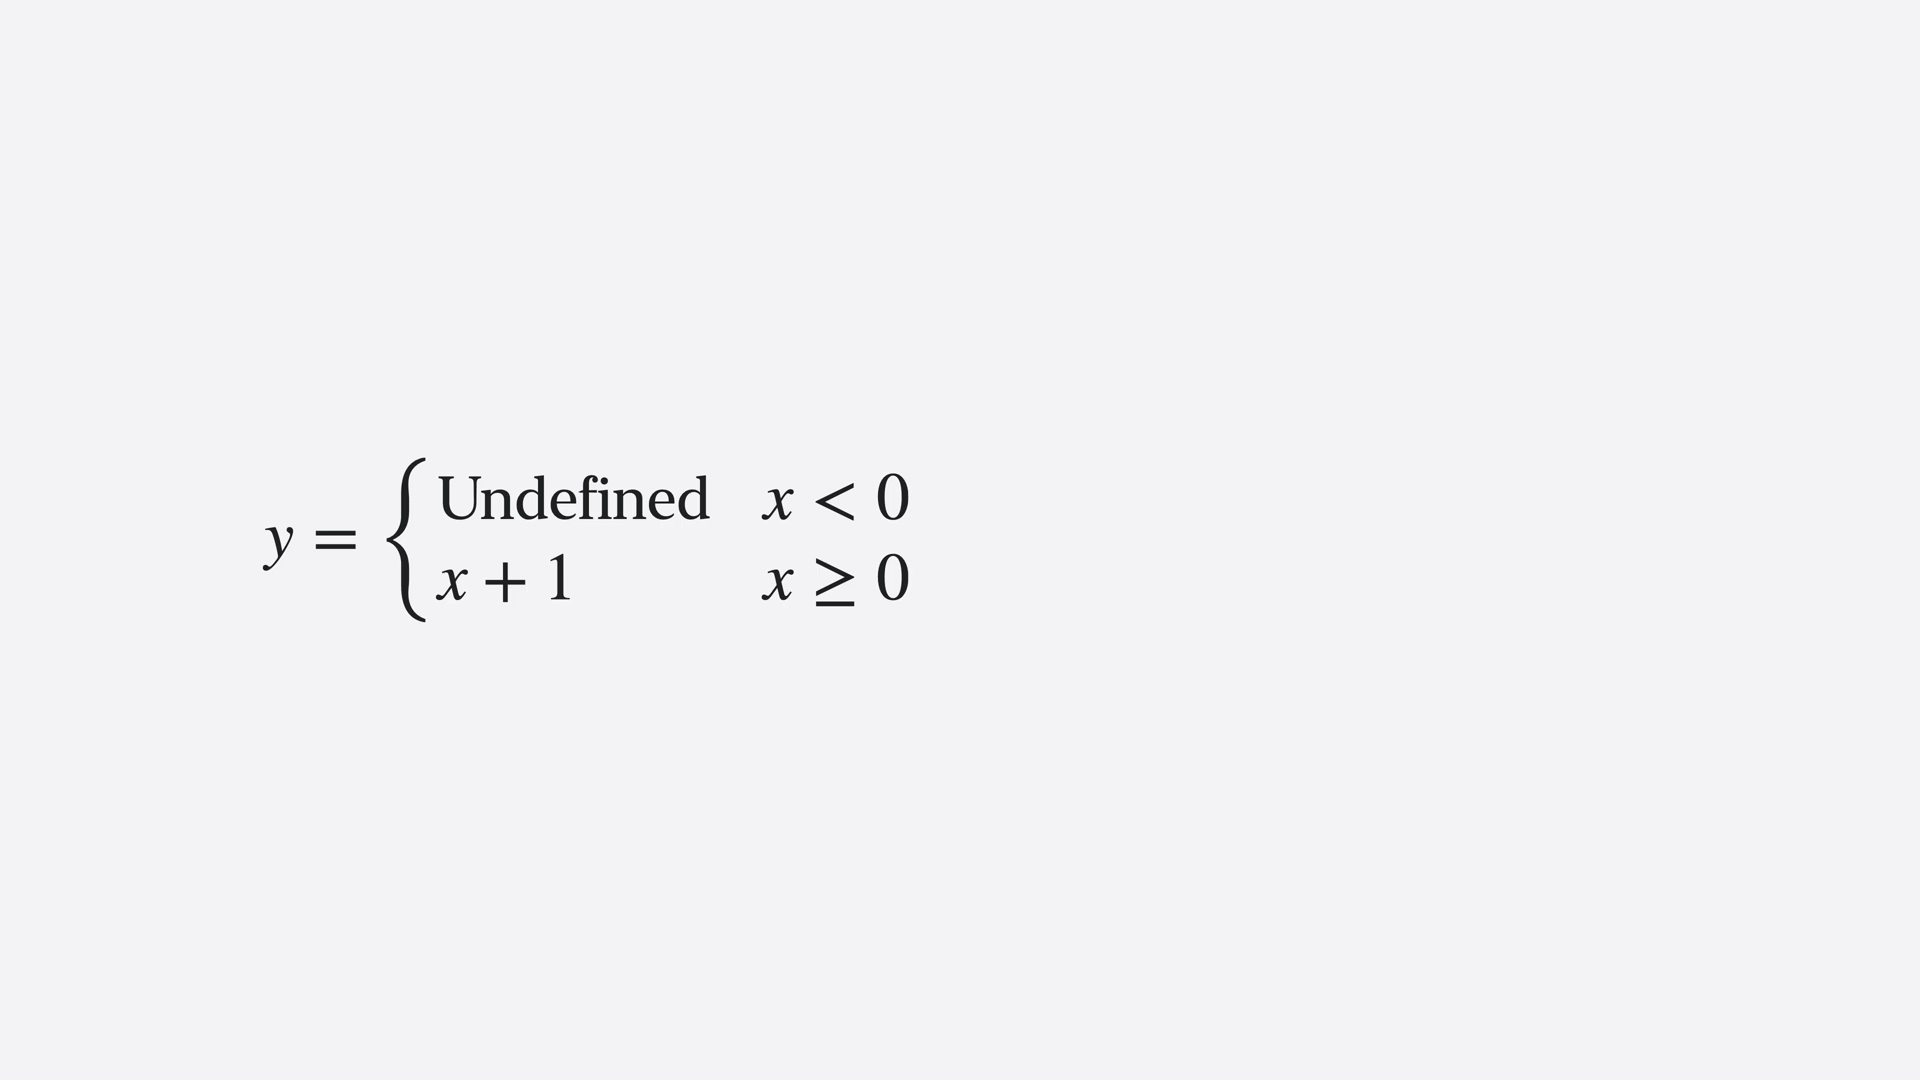 y = { Undefined x < 0
x + 1 x ≥ 0